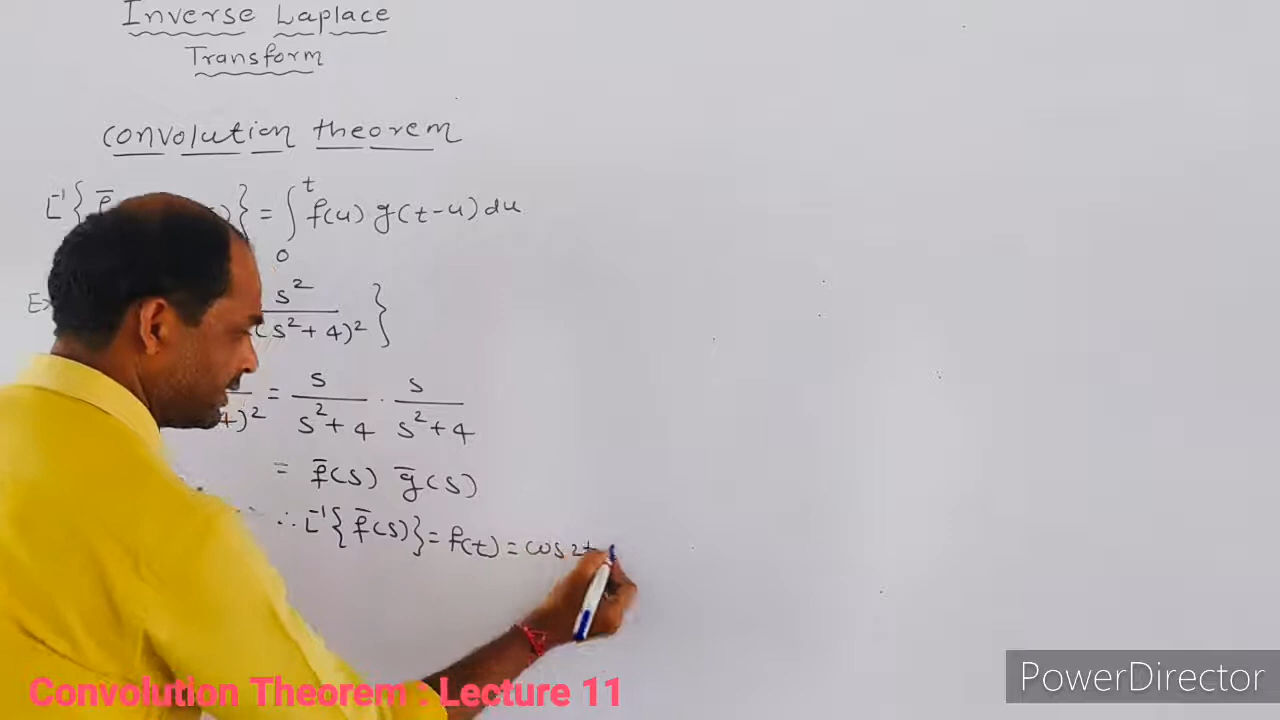 Inverse Laplace
Transform
convolution theorem
L⁻¹{ } = ∫₀ᵗ f(u) g(t-u) du
s²/(s²+4)² }
)² = s/(s²+4) · s/(s²+4)
= f̄(s) ḡ(s)
∴ L⁻¹{f̄(s)} = f(t) = cos 2t
Convolution Theorem : Lecture 11
PowerDirector